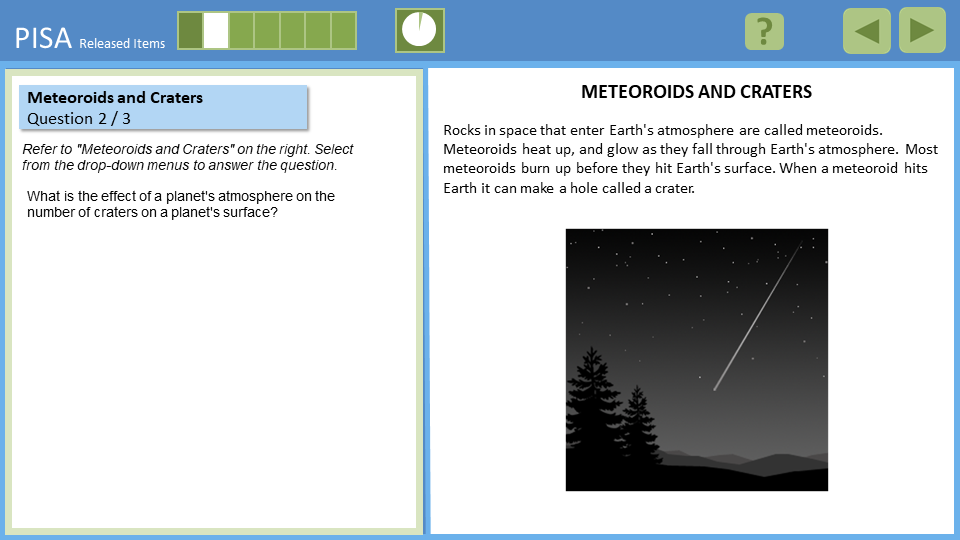 PISA Released Items
?
Meteoroids and Craters
Question 2 / 3
Refer to "Meteoroids and Craters" on the right. Select
from the drop-down menus to answer the question.
What is the effect of a planet's atmosphere on the
number of craters on a planet's surface?
METEOROIDS AND CRATERS
Rocks in space that enter Earth's atmosphere are called meteoroids.
Meteoroids heat up, and glow as they fall through Earth's atmosphere. Most
meteoroids burn up before they hit Earth's surface. When a meteoroid hits
Earth it can make a hole called a crater.